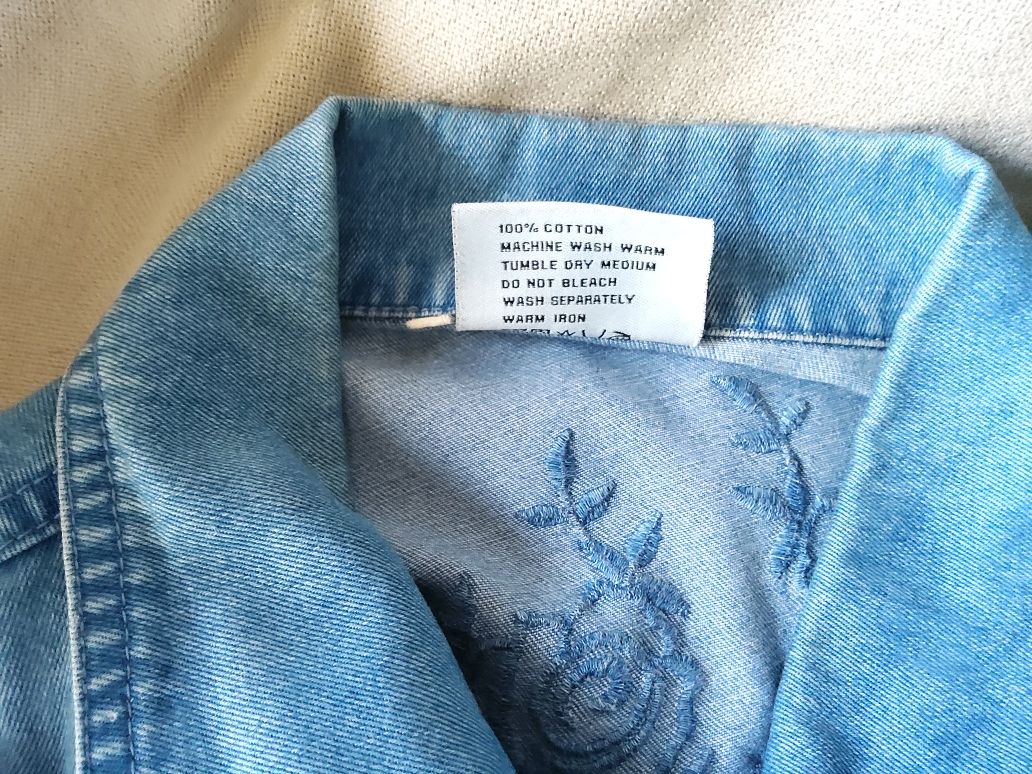 100% COTTON
MACHINE WASH WARM
TUMBLE DRY MEDIUM
DO NOT BLEACH
WASH SEPARATELY
WARM IRON